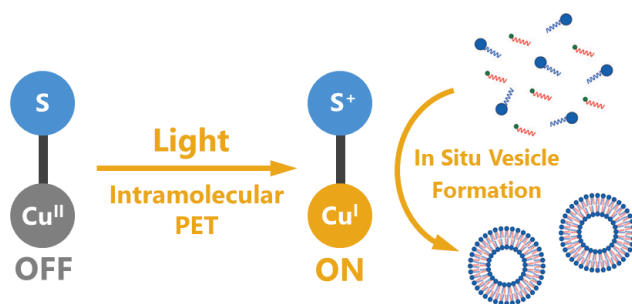 S
Cu^II
OFF
Light
Intramolecular
PET
S⁺
Cu^I
ON
In Situ Vesicle
Formation